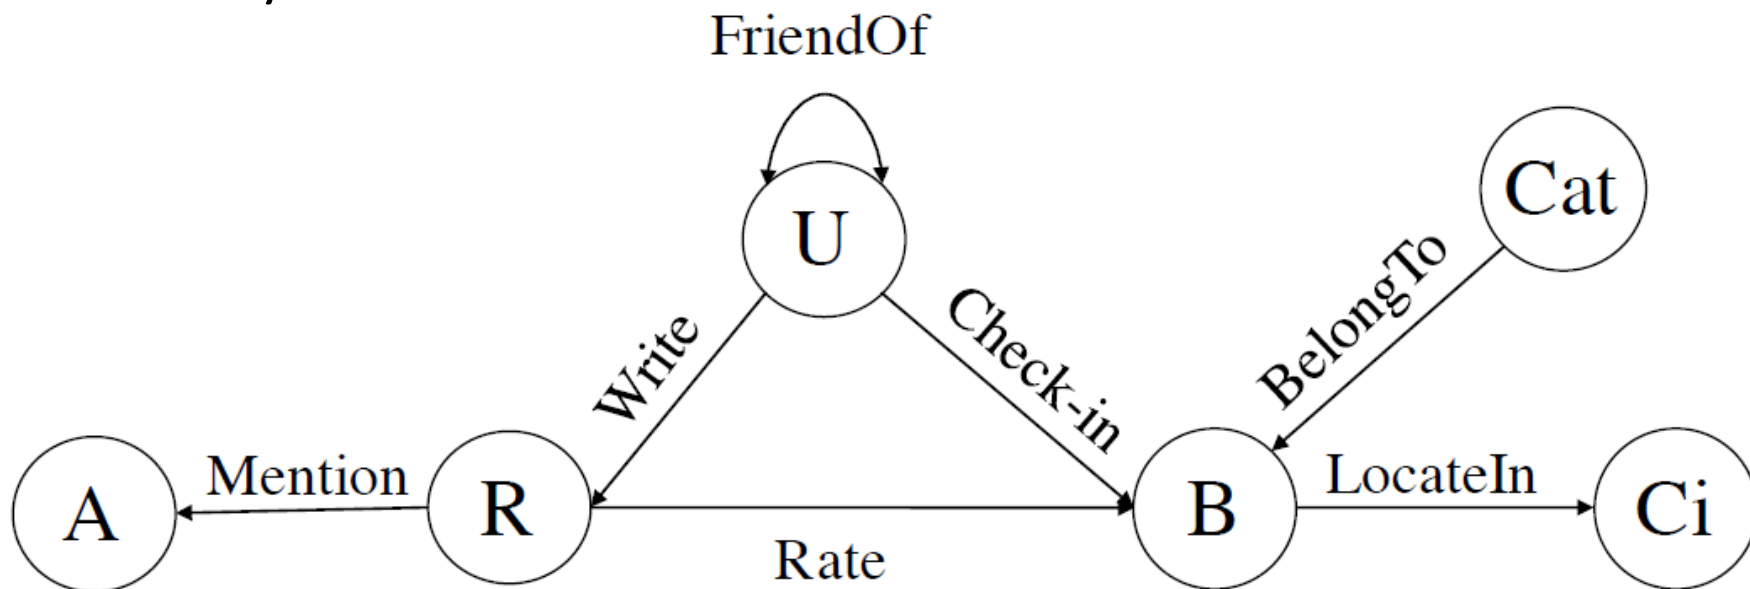 FriendOf
U
Cat
Write
Check-in
BelongTo
A
Mention
R
Rate
B
LocateIn
Ci